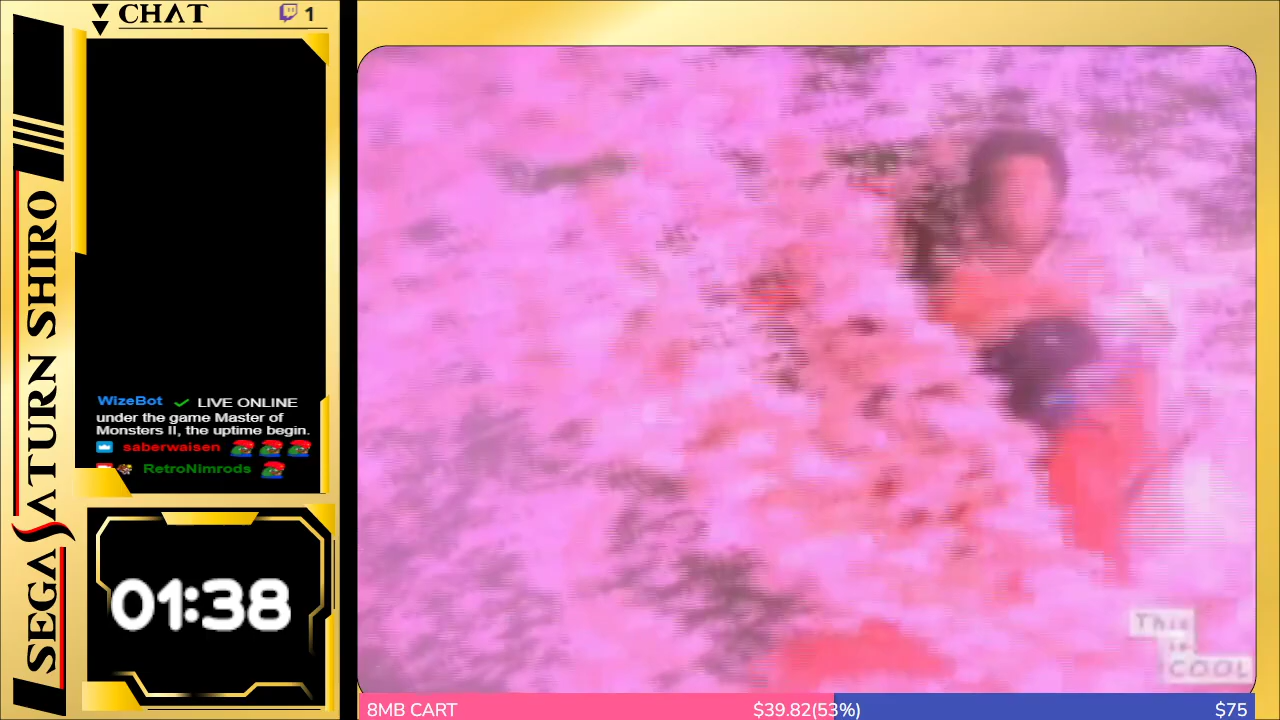 CHAT
1
SEGA SATURN SHIRO
WizeBot LIVE ONLINE
under the game Master of
Monsters II, the uptime begin.
saberwaisen
RetroNimrods
01:38
This
is
COOL
8MB CART $39.82(53%) $75